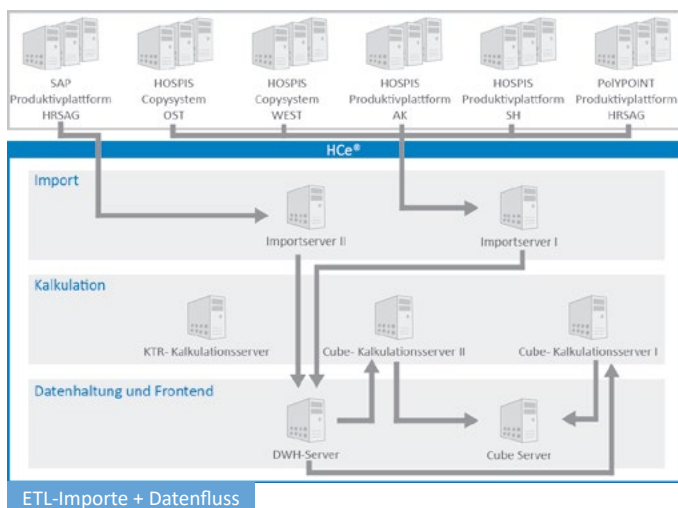 SAP
Produktivplattform
HRSAG
HOSPIS
Copysystem
OST
HOSPIS
Copysystem
WEST
HOSPIS
Produktivplattform
AK
HOSPIS
Produktivplattform
SH
PolYPOINT
Produktivplattform
HRSAG
HCe®
Import
Importserver Ii
Importserver I
Kalkulation
KTR- Kalkulationsserver
Cube- Kalkulationsserver II
Cube- Kalkulationsserver I
Datenhaltung und Frontend
DWH-Server
Cube Server
ETL-Importe + Datenfluss